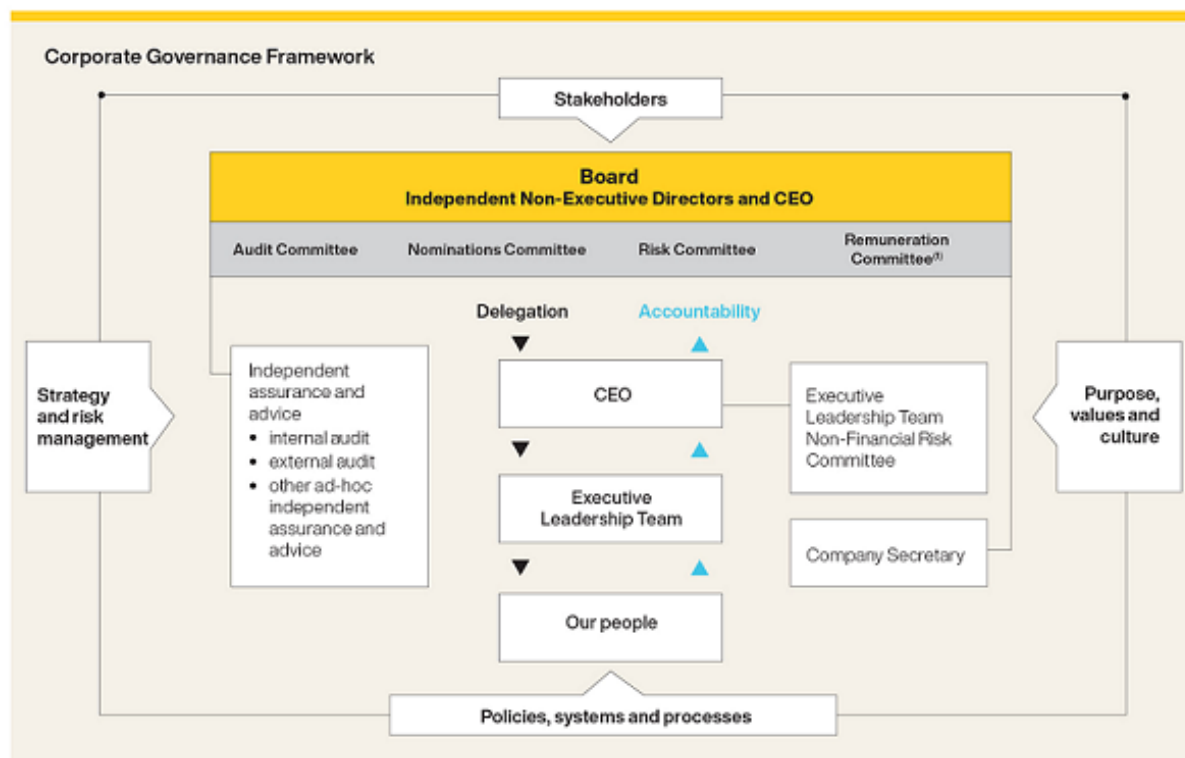 Corporate Governance Framework
Stakeholders
Board
Independent Non-Executive Directors and CEO
Audit Committee
Nominations Committee
Risk Committee
Remuneration
Committee(1)
Delegation
Accountability
Strategy
and risk
management
Independent
assurance and
advice
• internal audit
• external audit
• other ad-hoc
independent
assurance and
advice
CEO
Executive
Leadership Team
Our people
Executive
Leadership Team
Non-Financial Risk
Committee
Company Secretary
Purpose,
values and
culture
Policies, systems and processes